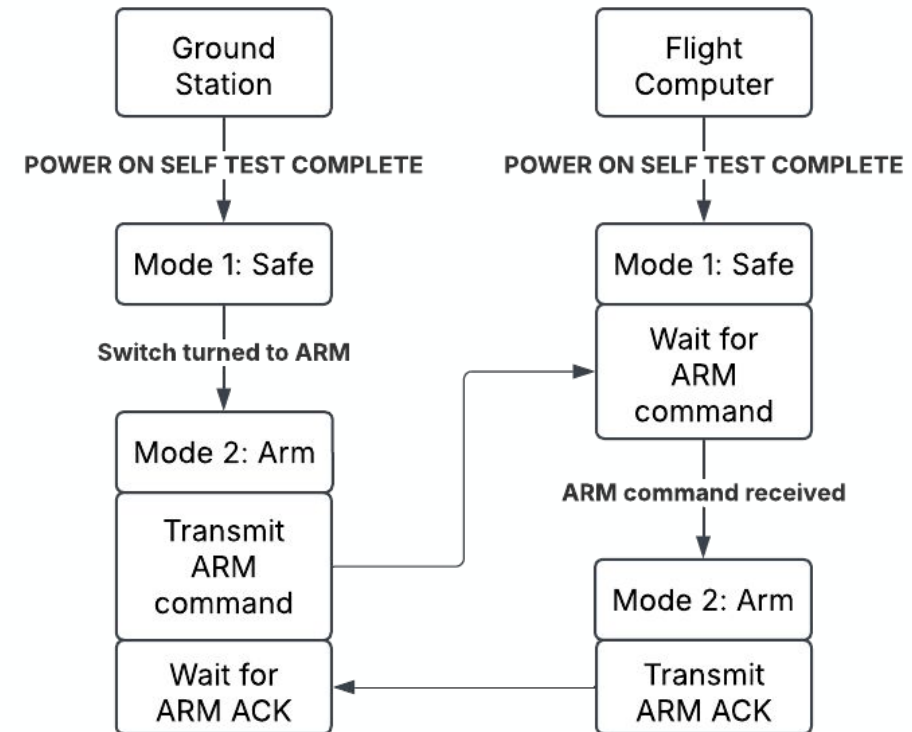 Ground
Station
POWER ON SELF TEST COMPLETE
Mode 1: Safe
Switch turned to ARM
Mode 2: Arm
Transmit
ARM
command
Wait for
ARM ACK
Flight
Computer
POWER ON SELF TEST COMPLETE
Mode 1: Safe
Wait for
ARM
command
ARM command received
Mode 2: Arm
Transmit
ARM ACK